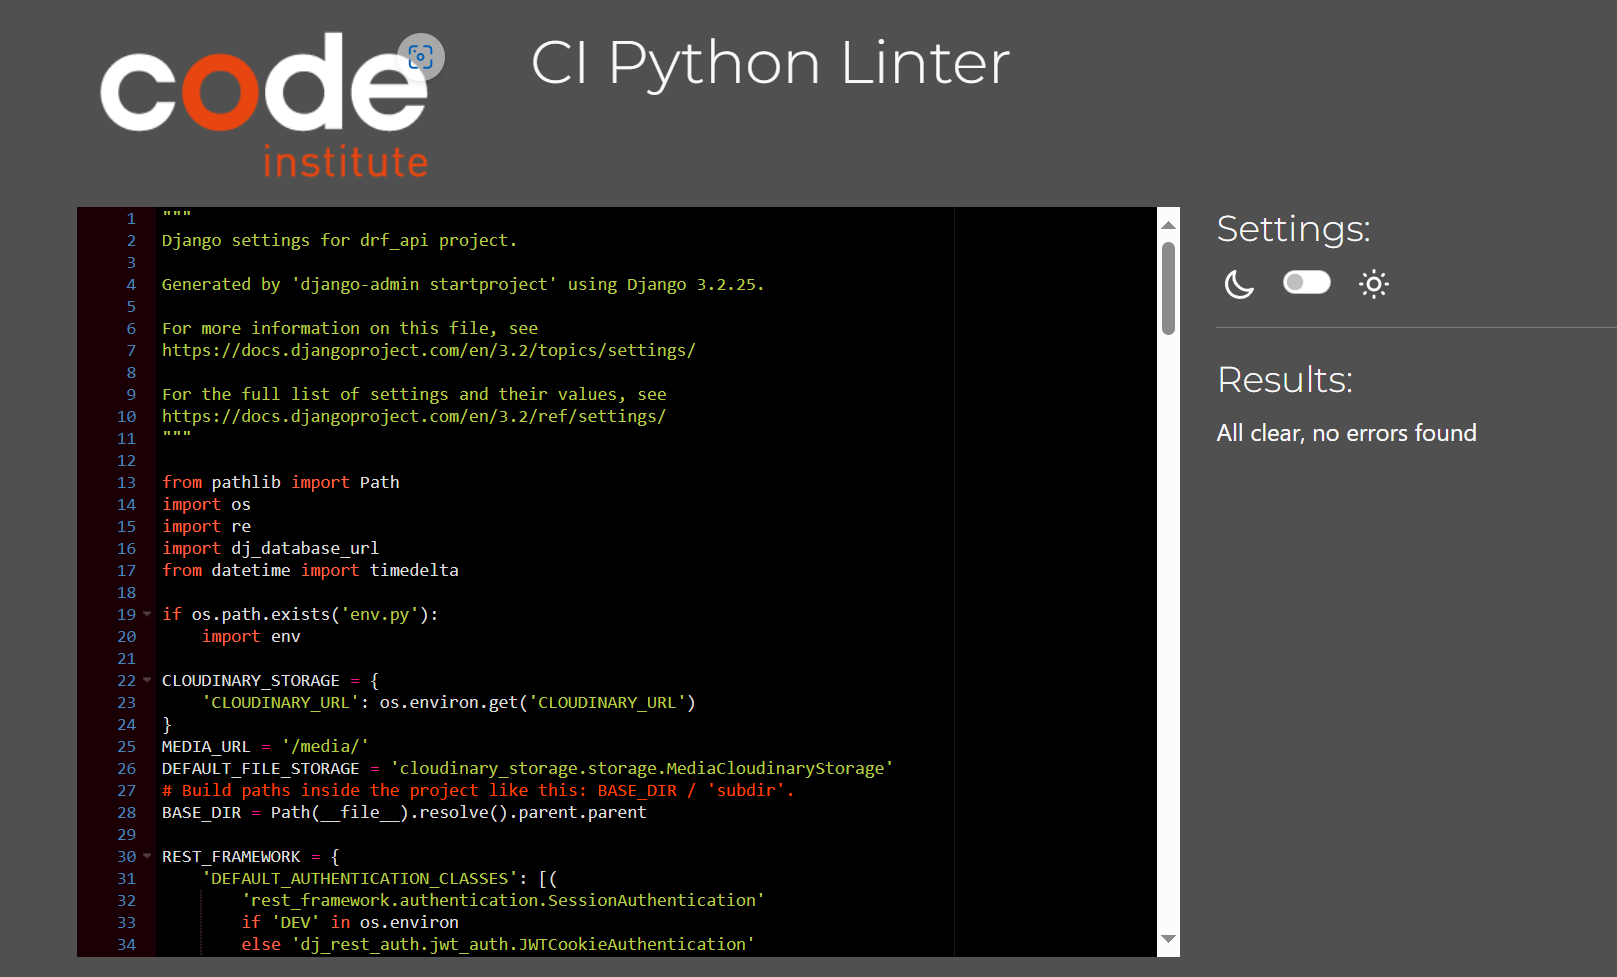 code
institute
CI Python Linter
1 """
2 Django settings for drf_api project.
3
4 Generated by 'django-admin startproject' using Django 3.2.25.
5
6 For more information on this file, see
7 https://docs.djangoproject.com/en/3.2/topics/settings/
8
9 For the full list of settings and their values, see
10 https://docs.djangoproject.com/en/3.2/ref/settings/
11 """
12
13 from pathlib import Path
14 import os
15 import re
16 import dj_database_url
17 from datetime import timedelta
18
19 if os.path.exists('env.py'):
20     import env
21
22 CLOUDINARY_STORAGE = {
23     'CLOUDINARY_URL': os.environ.get('CLOUDINARY_URL')
24 }
25 MEDIA_URL = '/media/'
26 DEFAULT_FILE_STORAGE = 'cloudinary_storage.storage.MediaCloudinaryStorage'
27 # Build paths inside the project like this: BASE_DIR / 'subdir'.
28 BASE_DIR = Path(__file__).resolve().parent.parent
29
30 REST_FRAMEWORK = {
31     'DEFAULT_AUTHENTICATION_CLASSES': [(
32         'rest_framework.authentication.SessionAuthentication'
33         if 'DEV' in os.environ
34         else 'dj_rest_auth.jwt_auth.JWTCookieAuthentication'
Settings:
Results:
All clear, no errors found